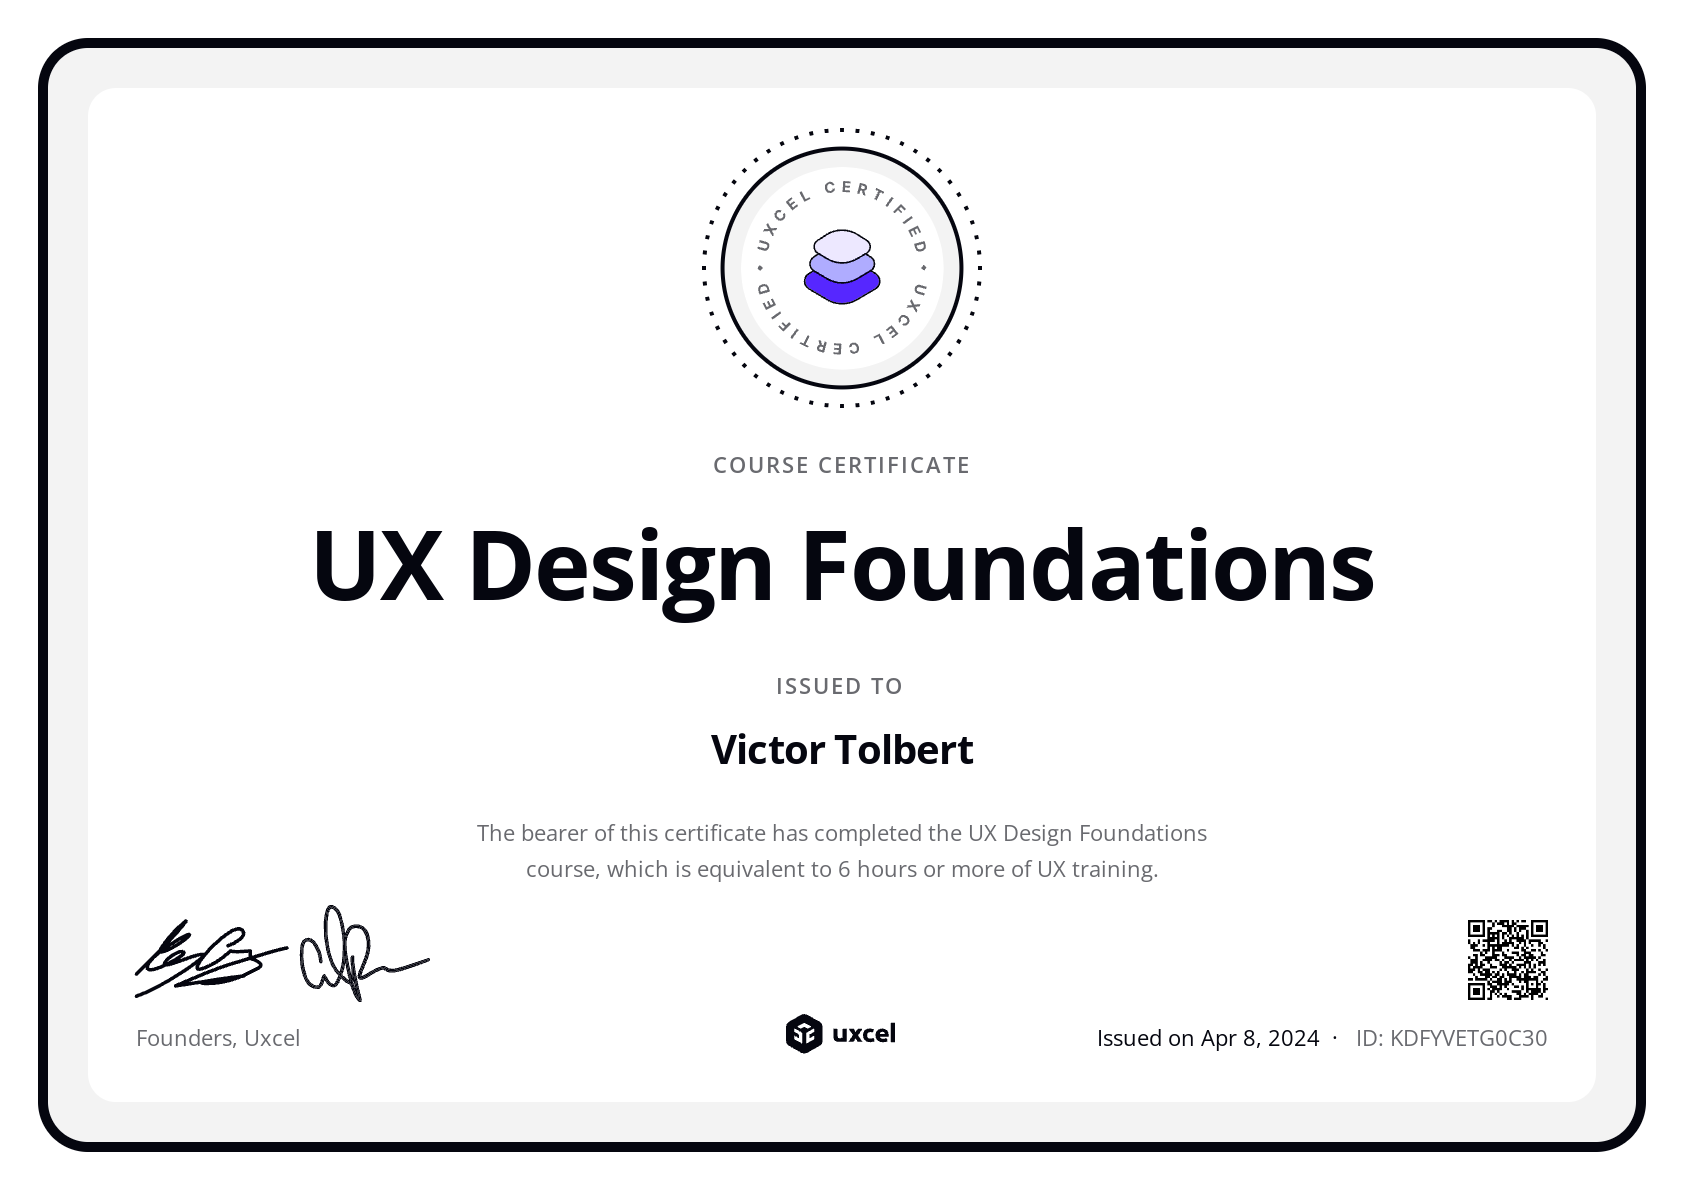 UXCEL CERTIFIED • UXCEL CERTIFIED •
COURSE CERTIFICATE
UX Design Foundations
ISSUED TO
Victor Tolbert
The bearer of this certificate has completed the UX Design Foundations
course, which is equivalent to 6 hours or more of UX training.
Founders, Uxcel
uxcel
Issued on Apr 8, 2024 · ID: KDFYVETG0C30